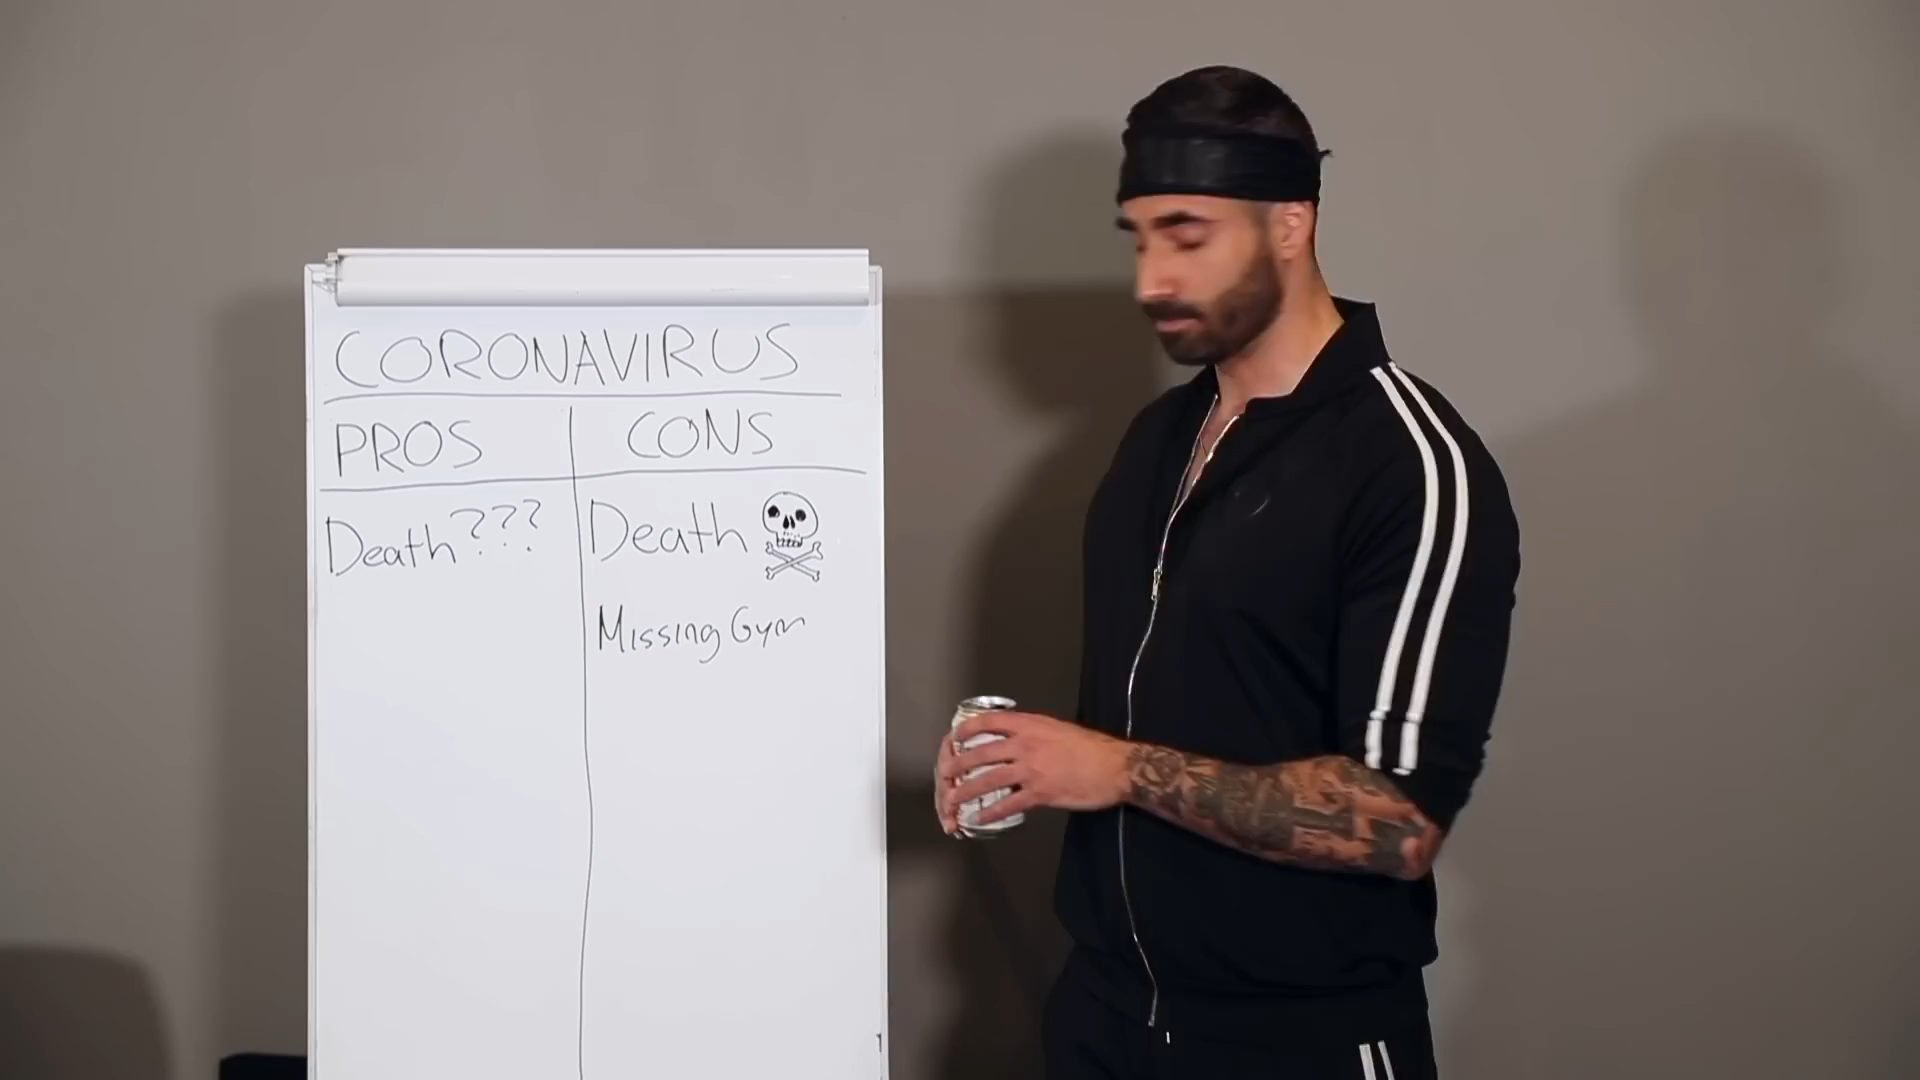 CORONAVIRUS
PROS
CONS
Death???
Death
Missing Gym